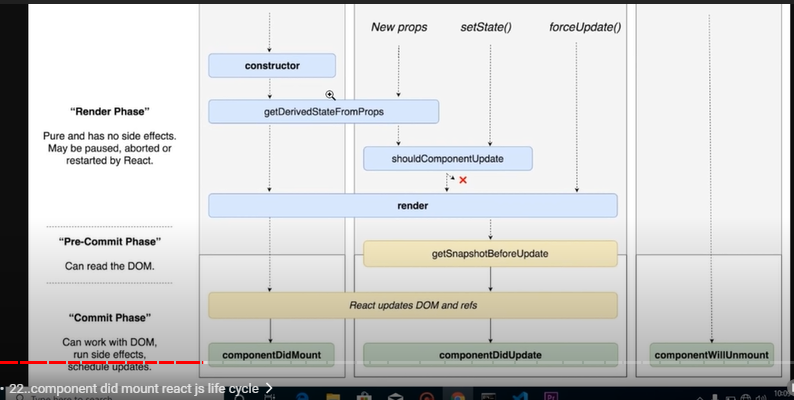 New props
setState()
forceUpdate()
constructor
"Render Phase"
getDerivedStateFromProps
Pure and has no side effects.
May be paused, aborted or
restarted by React.
shouldComponentUpdate
render
"Pre-Commit Phase"
Can read the DOM.
getSnapshotBeforeUpdate
React updates DOM and refs
"Commit Phase"
Can work with DOM,
run side effects,
schedule updates.
componentDidMount
componentDidUpdate
componentWillUnmount
• 22..component did mount react js life cycle
Type here to search